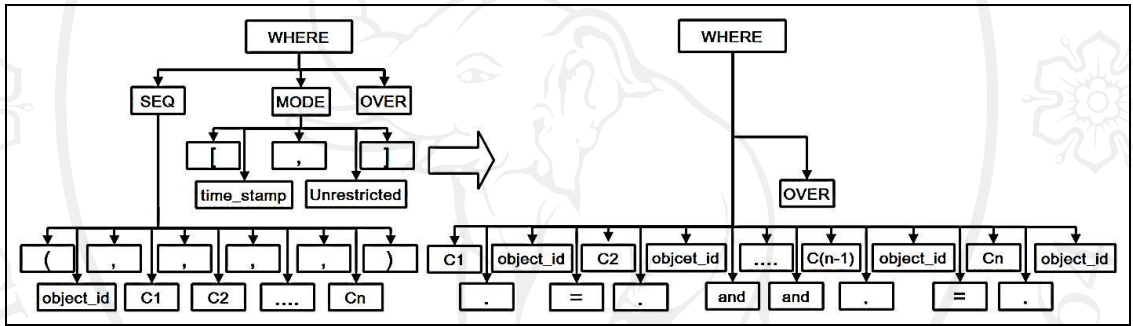 WHERE WHERE
SEQ MODE OVER
[ , ]
time_stamp Unrestricted
OVER
( , , , , , ) C1 object_id C2 objcet_id .... C(n-1) object_id Cn object_id
object_id C1 C2 .... Cn . = . and and . = .